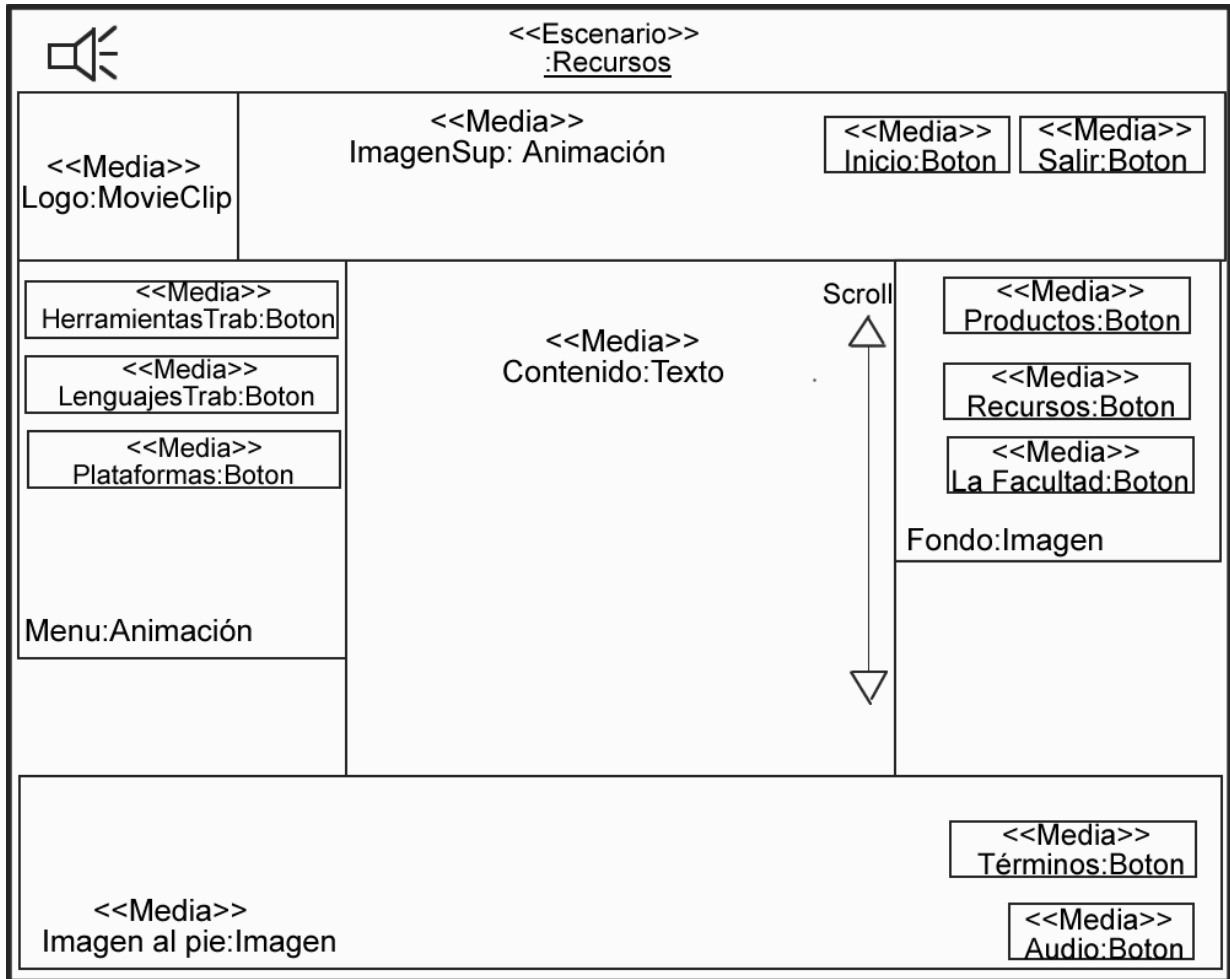 <<Escenario>>
:Recursos
<<Media>>
Logo:MovieClip
<<Media>>
ImagenSup: Animación
<<Media>>
Inicio:Boton
<<Media>>
Salir:Boton
<<Media>>
HerramientasTrab:Boton
<<Media>>
LenguajesTrab:Boton
<<Media>>
Plataformas:Boton
Menu:Animación
<<Media>>
Contenido:Texto
Scroll
<<Media>>
Productos:Boton
<<Media>>
Recursos:Boton
<<Media>>
La Facultad:Boton
Fondo:Imagen
<<Media>>
Imagen al pie:Imagen
<<Media>>
Términos:Boton
<<Media>>
Audio:Boton